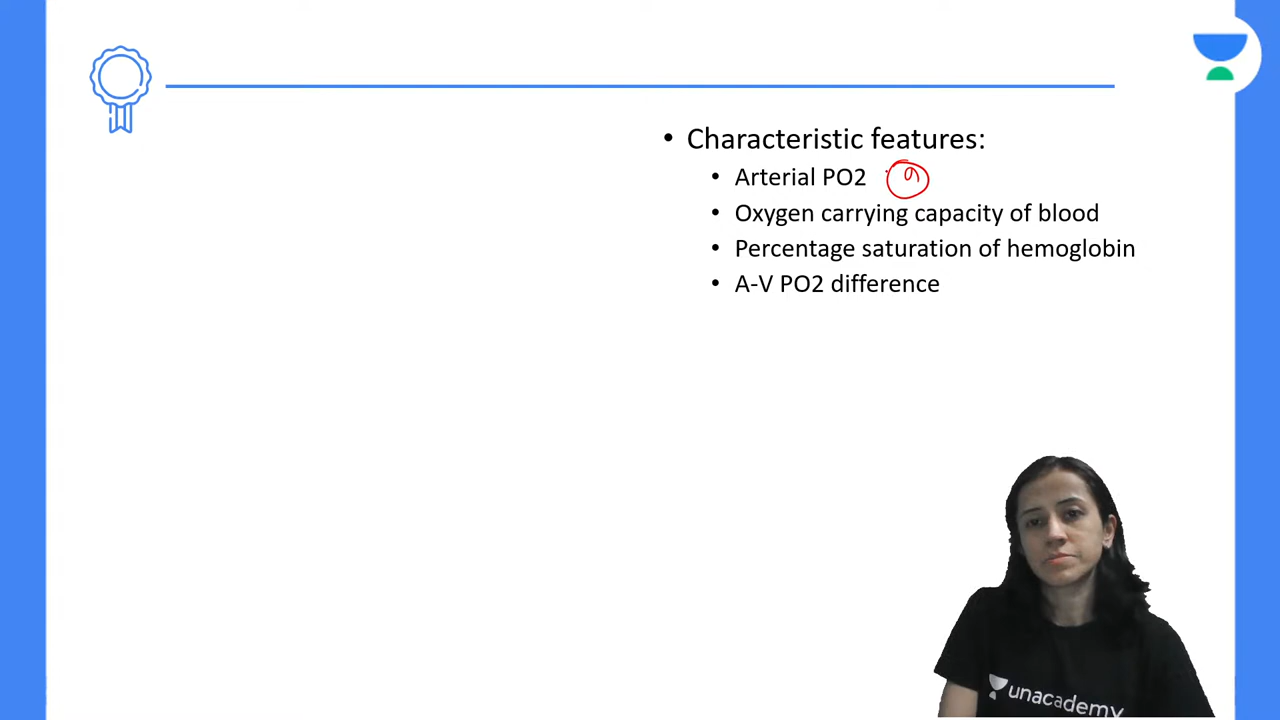 • Characteristic features:
• Arterial PO2
• Oxygen carrying capacity of blood
• Percentage saturation of hemoglobin
• A-V PO2 difference
unacademy